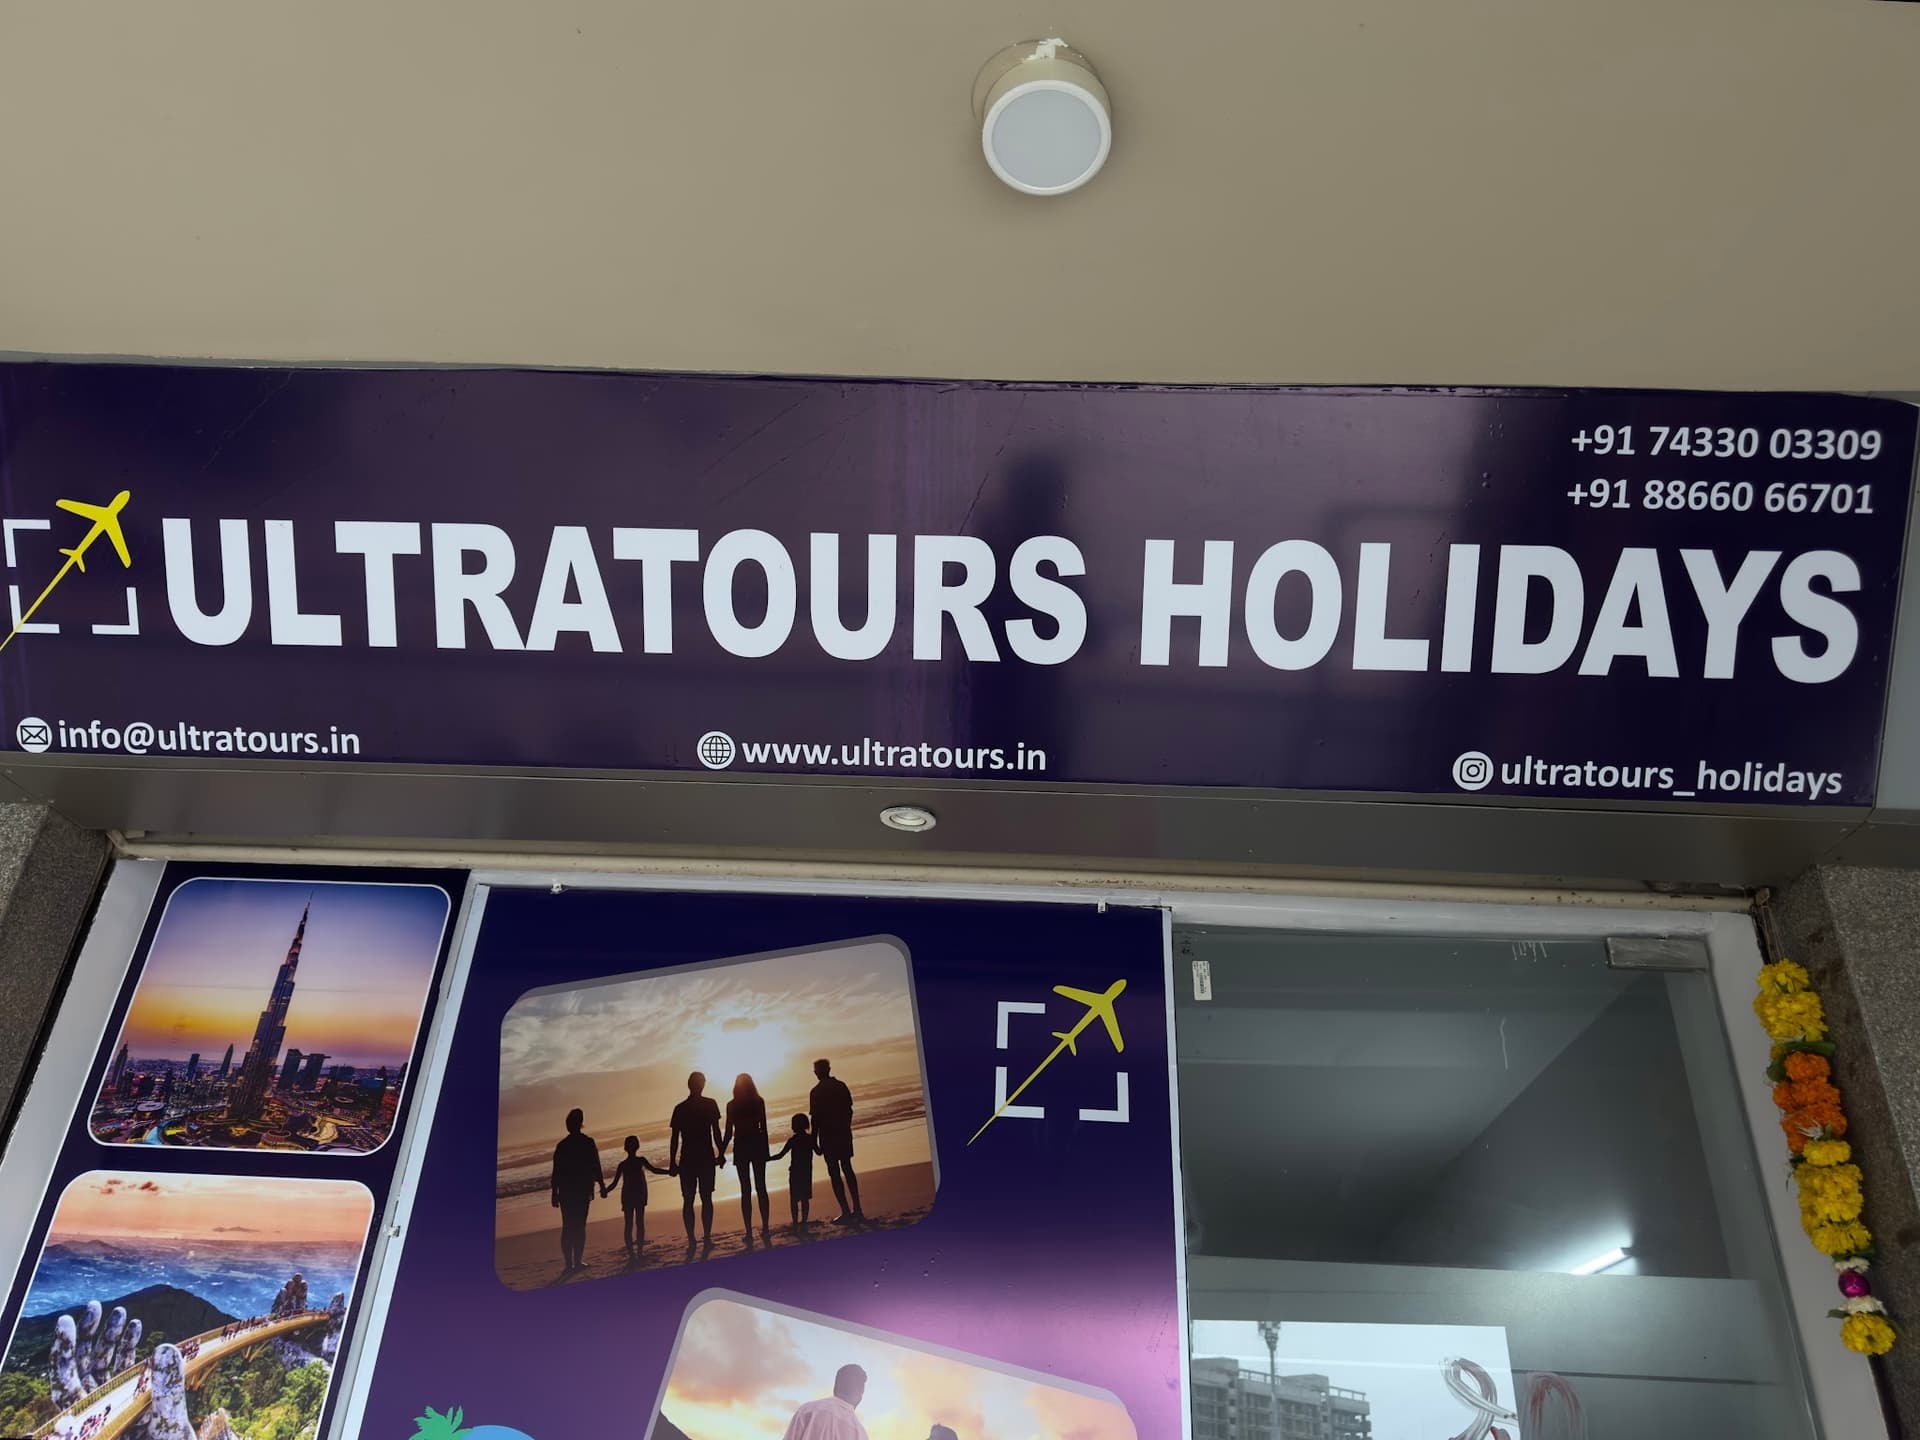 +91 74330 03309
+91 88660 66701
ULTRATOURS HOLIDAYS
info@ultratours.in
www.ultratours.in
ultratours_holidays